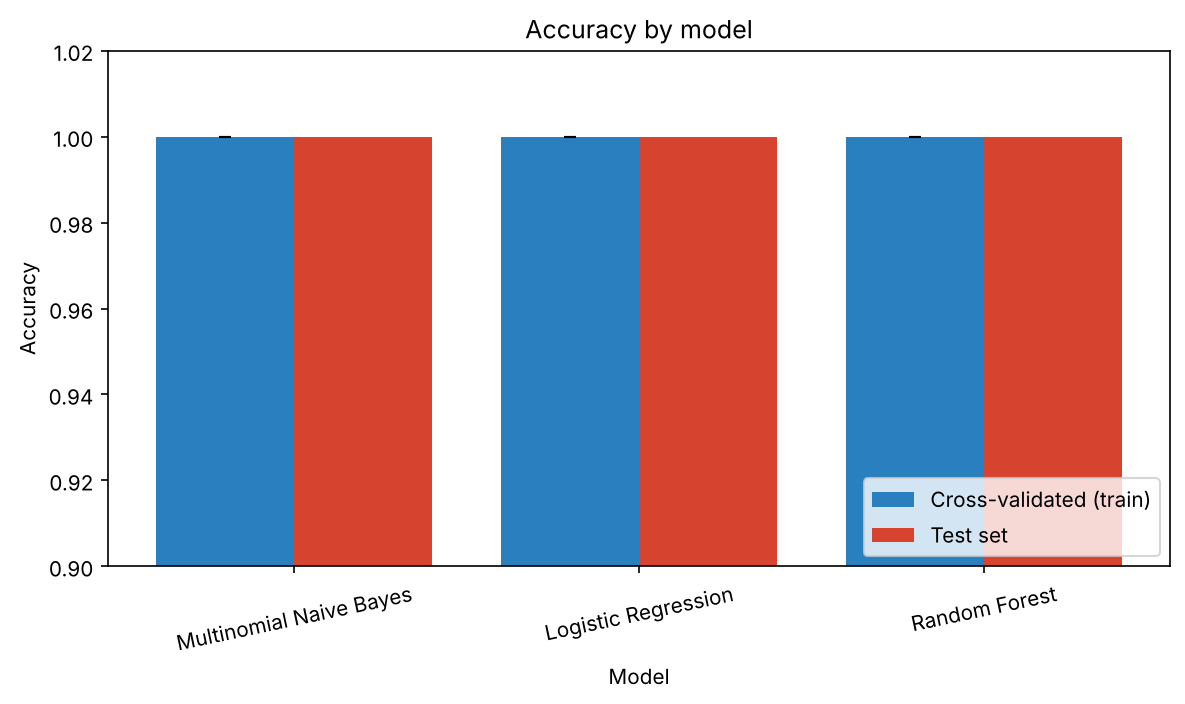 Accuracy by model
Accuracy
1.02
1.00
0.98
0.96
0.94
0.92
0.90
Cross-validated (train)
Test set
Multinomial Naive Bayes
Logistic Regression
Random Forest
Model